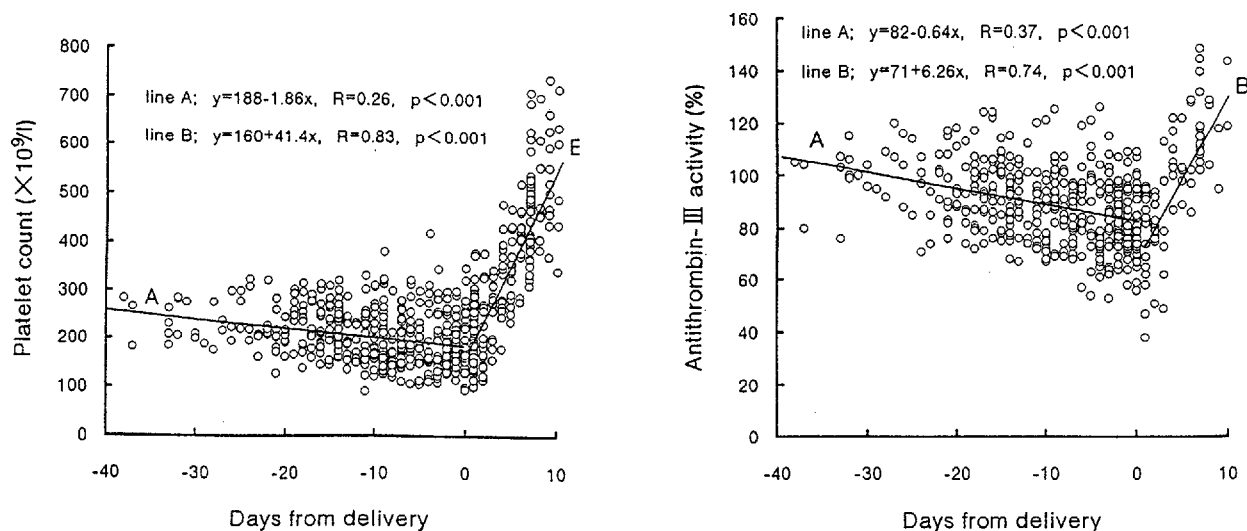 800
700
600
500
400
300
200
100
0
Platelet count (×10⁹/l)
line A; y=188-1.86x, R=0.26, p<0.001
line B; y=160+41.4x, R=0.83, p<0.001
A
E
-40 -30 -20 -10 0 10
Days from delivery
160
140
120
100
80
60
40
20
0
Antithrombin-III activity (%)
line A; y=82-0.64x, R=0.37, p<0.001
line B; y=71+6.26x, R=0.74, p<0.001
A
B
-40 -30 -20 -10 0 10
Days from delivery